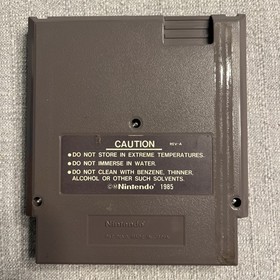 CAUTION
REV-A
• DO NOT STORE IN EXTREME TEMPERATURES.
• DO NOT IMMERSE IN WATER.
• DO NOT CLEAN WITH BENZENE, THINNER,
ALCOHOL OR OTHER SUCH SOLVENTS.
©™Nintendo® 1985
Nintendo